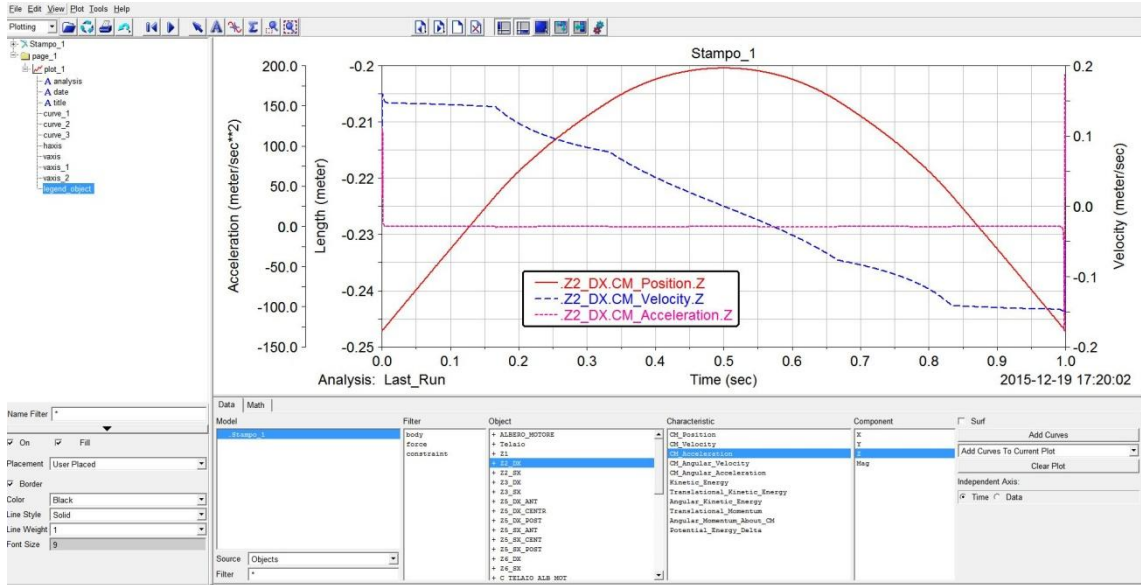 File Edit View Plot Tools Help
Plotting
Stampo_1
page_1
plot_1
A analysis
A date
A title
curve_1
curve_2
curve_3
haxis
vaxis
vaxis_1
vaxis_2
legend_object
Name Filter *
On Fill
Placement User Placed
Border
Color Black
Line Style Solid
Line Weight 1
Font Size 9
Stampo_1
200.0
150.0
100.0
50.0
0.0
-50.0
-100.0
-150.0
Acceleration (meter/sec**2)
-0.2
-0.21
-0.22
-0.23
-0.24
-0.25
Length (meter)
0.2
0.1
0.0
-0.1
-0.2
Velocity (meter/sec)
.Z2_DX.CM_Position.Z
.Z2_DX.CM_Velocity.Z
.Z2_DX.CM_Acceleration.Z
0.0 0.1 0.2 0.3 0.4 0.5 0.6 0.7 0.8 0.9 1.0
Analysis: Last_Run Time (sec) 2015-12-19 17:20:02
Data Math
Model
.Stampo_1
Source Objects
Filter *
Filter
body
force
constraint
Object
+ ALBERO_MOTORE
+ Telaio
+ Z1
+ Z2_DX
+ Z2_SX
+ Z3_DX
+ Z3_SX
+ Z5_DX_ANT
+ Z5_DX_CENTR
+ Z5_DX_POST
+ Z5_SX_ANT
+ Z5_SX_CENT
+ Z5_SX_POST
+ Z6_DX
+ Z6_SX
+ C TELAIO ALB MOT
Characteristic
CM_Position
CM_Velocity
CM_Acceleration
CM_Angular_Velocity
CM_Angular_Acceleration
Kinetic_Energy
Translational_Kinetic_Energy
Angular_Kinetic_Energy
Translational_Momentum
Angular_Momentum_About_CM
Potential_Energy_Delta
Component
X
Y
Z
Mag
Surf
Add Curves
Add Curves To Current Plot
Clear Plot
Independent Axis:
Time Data